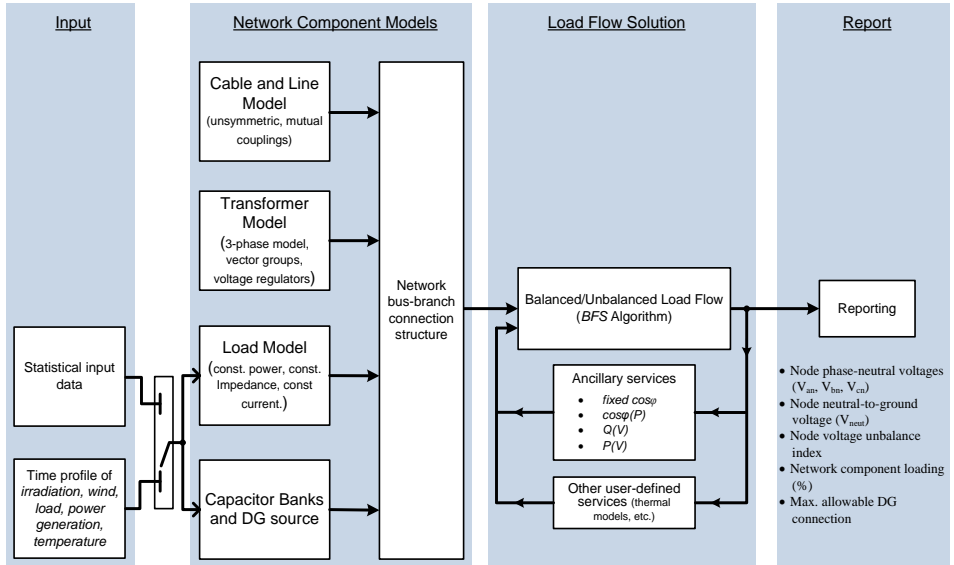 Input
Network Component Models
Load Flow Solution
Report
Cable and Line
Model
(unsymmetric, mutual
couplings)
Transformer
Model
(3-phase model,
vector groups,
voltage regulators)
Load Model
(const. power, const.
Impedance, const
current.)
Capacitor Banks
and DG source
Statistical input
data
Time profile of
irradiation, wind,
load, power
generation,
temperature
Network
bus-branch
connection
structure
Balanced/Unbalanced Load Flow
(BFS Algorithm)
Ancillary services
• fixed cosφ
• cosφ(P)
• Q(V)
• P(V)
Other user-defined
services (thermal
models, etc.)
Reporting
• Node phase-neutral voltages
(Van, Vbn, Vcn)
• Node neutral-to-ground
voltage (Vneut)
• Node voltage unbalance
index
• Network component loading
(%)
• Max. allowable DG
connection